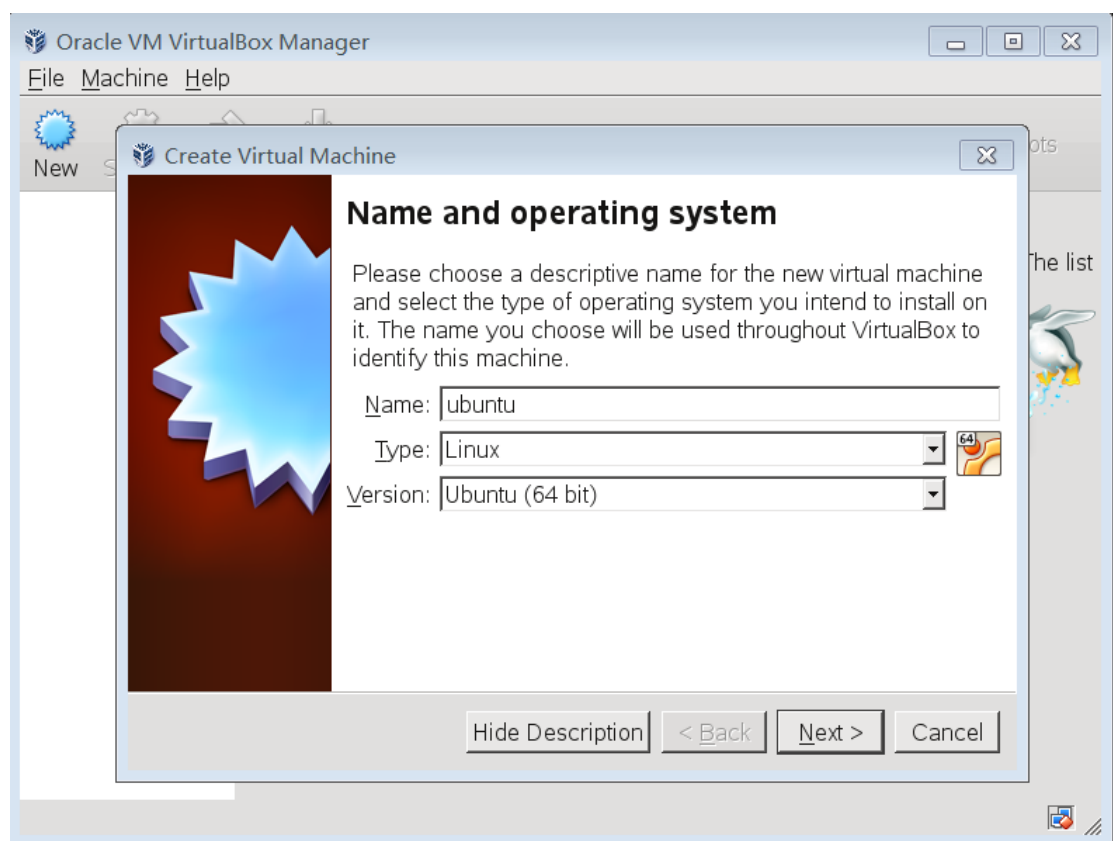 Oracle VM VirtualBox Manager
File Machine Help
New
Create Virtual Machine
Name and operating system
Please choose a descriptive name for the new virtual machine
and select the type of operating system you intend to install on
it. The name you choose will be used throughout VirtualBox to
identify this machine.
Name: ubuntu
Type: Linux
64
Version: Ubuntu (64 bit)
Hide Description < Back Next > Cancel
The list